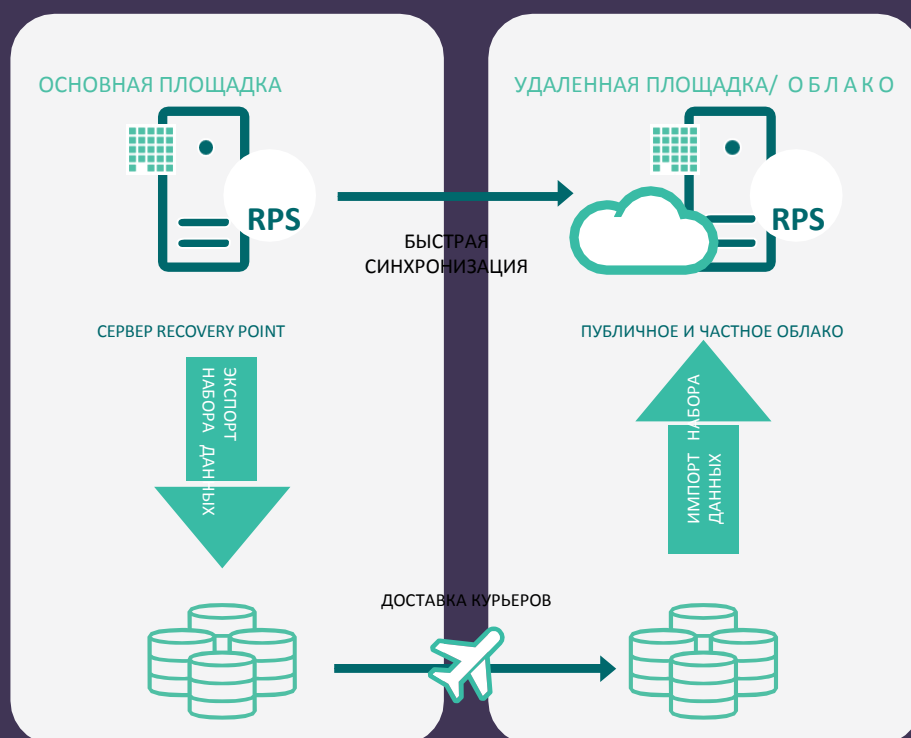 ОСНОВНАЯ ПЛОЩАДКА
УДАЛЕННАЯ ПЛОЩАДКА/ ОБЛАКО
RPS
RPS
БЫСТРАЯ
СИНХРОНИЗАЦИЯ
СЕРВЕР RECOVERY POINT
ПУБЛИЧНОЕ И ЧАСТНОЕ ОБЛАКО
ЭКСПОРТ
НАБОРА ДАННЫХ
ИМПОРТ НАБОРА
ДАННЫХ
ДОСТАВКА КУРЬЕРОВ